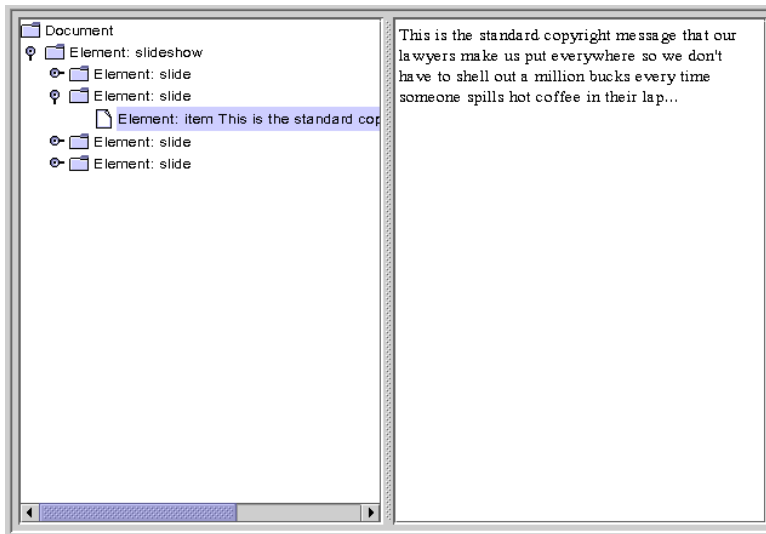 Document
Element: slideshow
Element: slide
Element: slide
Element: item This is the standard cop
Element: slide
Element: slide
This is the standard copyright message that our
lawyers make us put everywhere so we don't
have to shell out a million bucks every time
someone spills hot coffee in their lap...